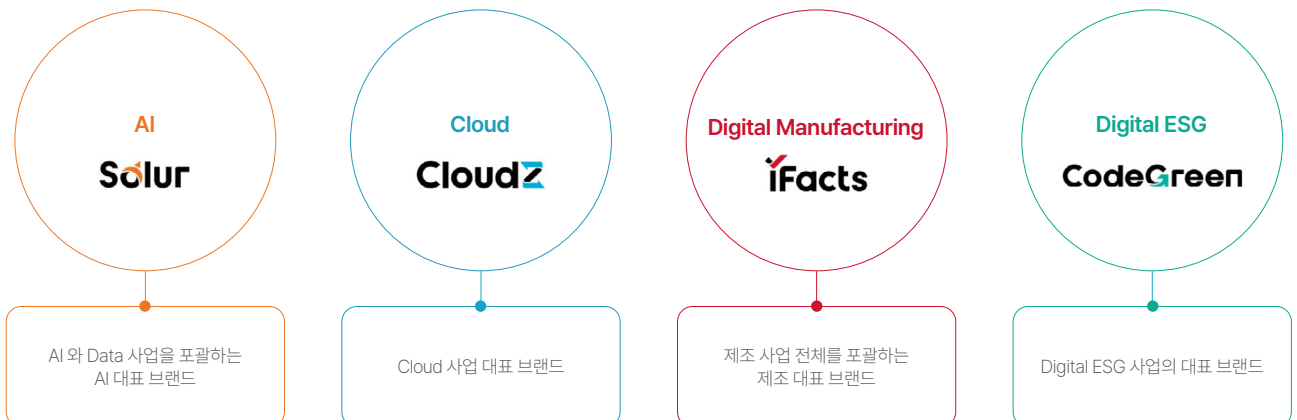 AI
Solur
AI 와 Data 사업을 포괄하는
AI 대표 브랜드
Cloud
CloudZ
Cloud 사업 대표 브랜드
Digital Manufacturing
iFacts
제조 사업 전체를 포괄하는
제조 대표 브랜드
Digital ESG
CodeGreen
Digital ESG 사업의 대표 브랜드